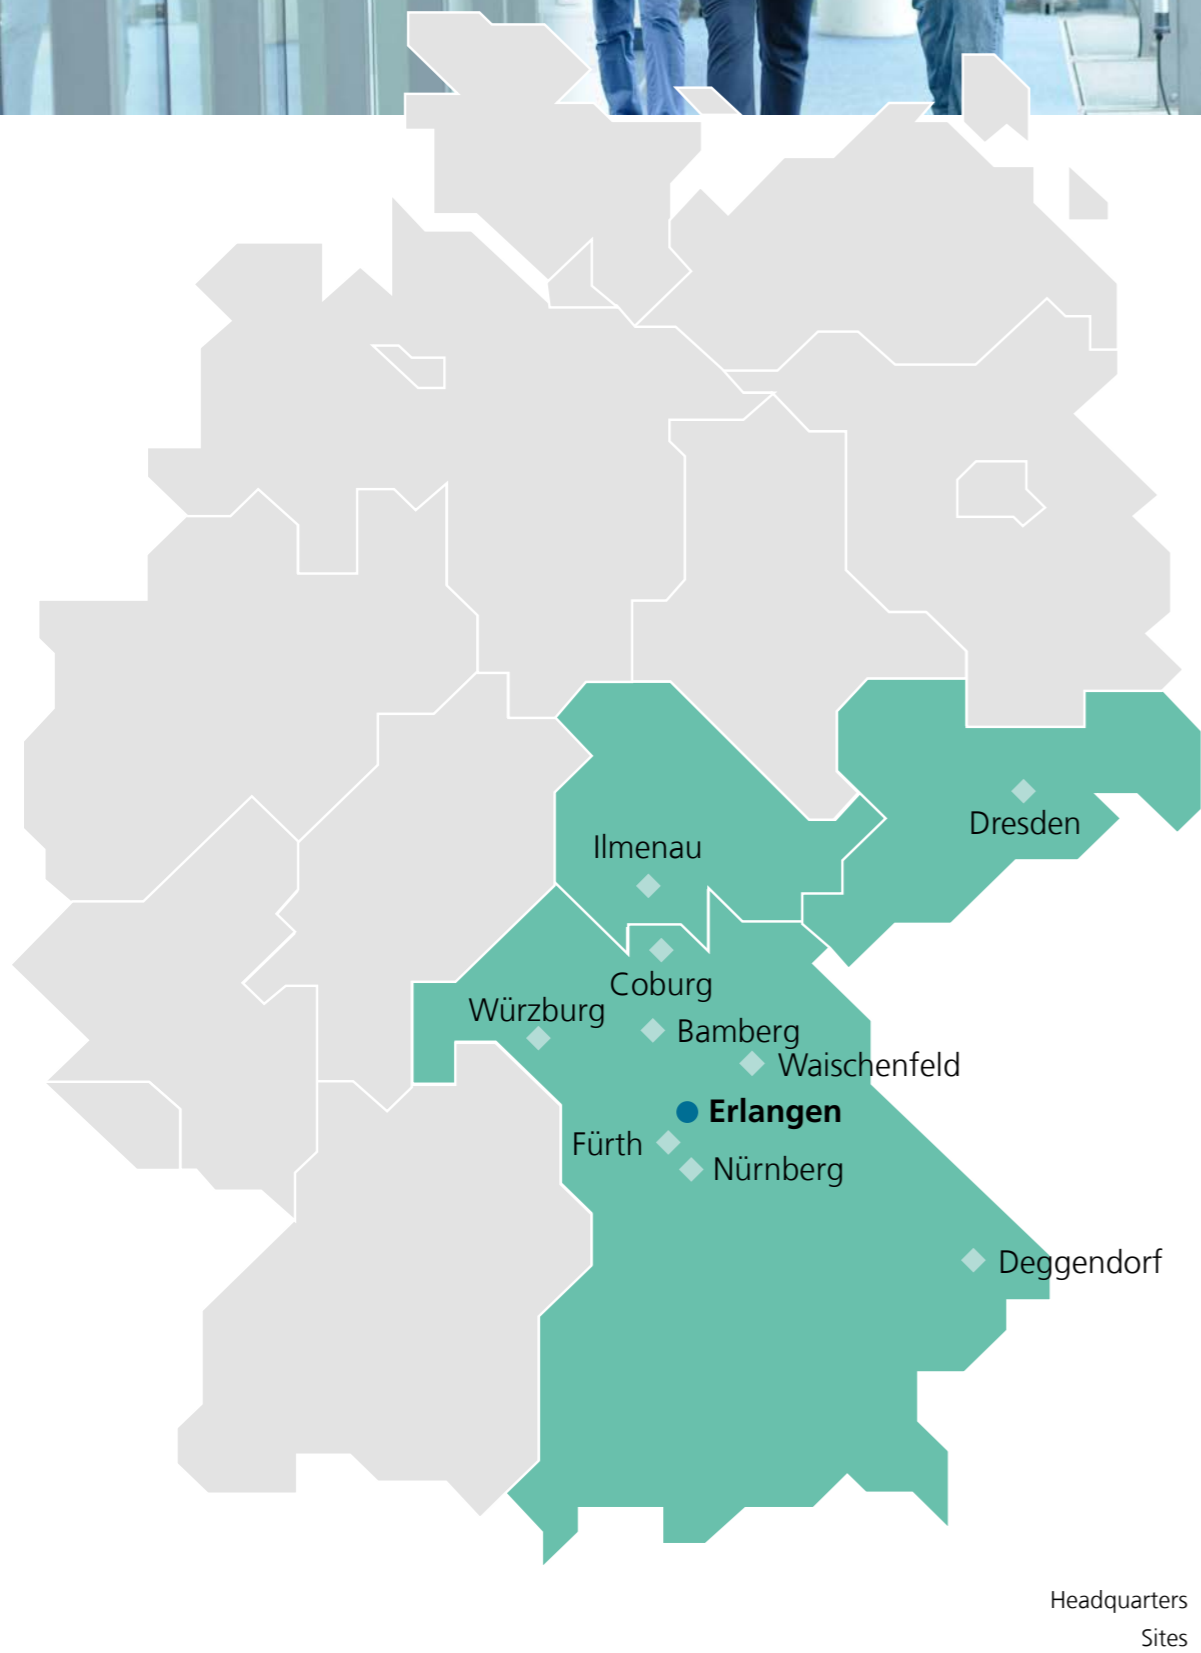 Dresden
Ilmenau
Coburg
Würzburg
Bamberg
Waischenfeld
Erlangen
Fürth
Nürnberg
Deggendorf
Headquarters
Sites